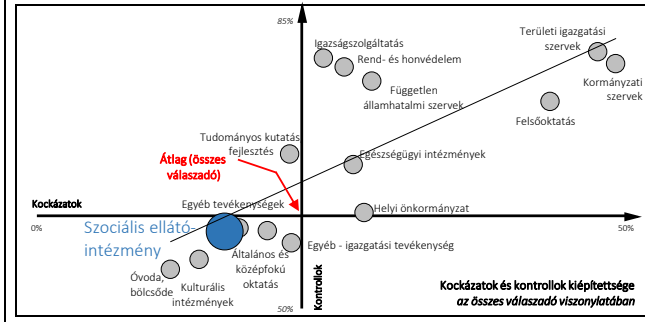 85%
Igazságszolgáltatás
Rend- és honvédelem
Független
államhatalmi szervek
Területi igazgatási
szervek
Kormányzati
szervek
Felsőoktatás
Tudományos kutatás
fejlesztés
Egészségügyi intézmények
Átlag (összes
válaszadó)
Kockázatok
Egyéb tevékenységek
Helyi önkormányzat
0%
50%
Szociális ellátó-
intézmény
Egyéb - igazgatási tevékenység
Általános és
középfokú
oktatás
Óvoda,
bölcsőde
Kulturális
intézmények
Kontrollok
50%
Kockázatok és kontrollok kiépítettsége
az összes válaszadó viszonylatában